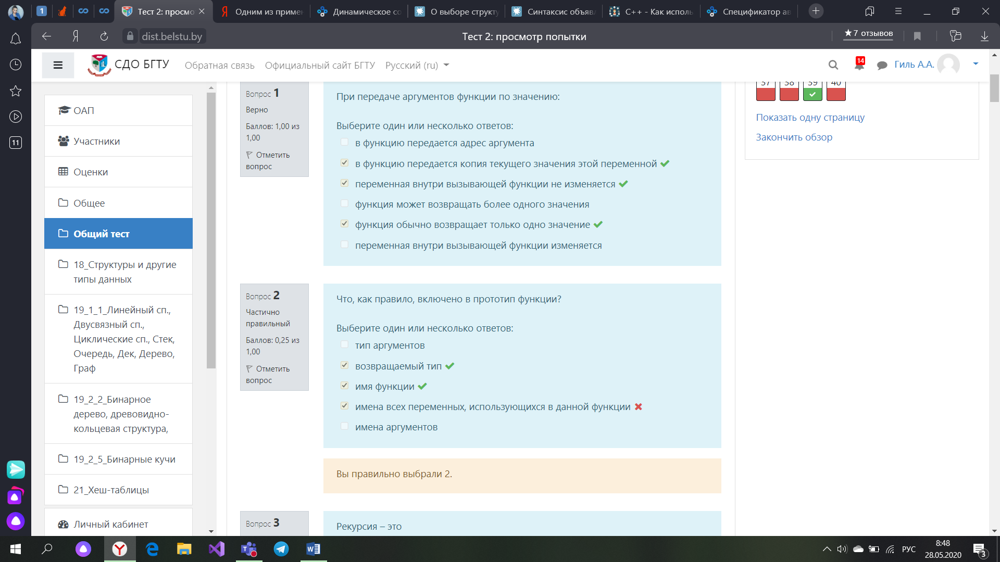 1
Тест 2: просмо
Одним из приме
Динамическое со
О выборе структу
Синтаксис объяв
C++ - Как исполь
Спецификатор ав
dist.belstu.by
Тест 2: просмотр попытки
★7 отзывов
СДО БГТУ
Обратная связь
Официальный сайт БГТУ
Русский (ru)
14
Гиль А.А.
11
ОАП
Участники
Оценки
Общее
Общий тест
18_Структуры и другие
типы данных
19_1_1_Линейный сп.,
Двусвязный сп.,
Циклические сп., Стек,
Очередь, Дек, Дерево,
Граф
19_2_2_Бинарное
дерево, древовидно-
кольцевая структура,
19_2_5_Бинарные кучи
21_Хеш-таблицы
Личный кабинет
Вопрос 1
Верно
Баллов: 1,00 из
1,00
Отметить
вопрос
При передаче аргументов функции по значению:
Выберите один или несколько ответов:
в функцию передается адрес аргумента
в функцию передается копия текущего значения этой переменной
переменная внутри вызывающей функции не изменяется
функция может возвращать более одного значения
функция обычно возвращает только одно значение
переменная внутри вызывающей функции изменяется
Вопрос 2
Частично
правильный
Баллов: 0,25 из
1,00
Отметить
вопрос
Что, как правило, включено в прототип функции?
Выберите один или несколько ответов:
тип аргументов
возвращаемый тип
имя функции
имена всех переменных, использующихся в данной функции
имена аргументов
Вы правильно выбрали 2.
Вопрос 3
Рекурсия – это
37 38 39 40
Показать одну страницу
Закончить обзор
РУС
8:48
28.05.2020
3